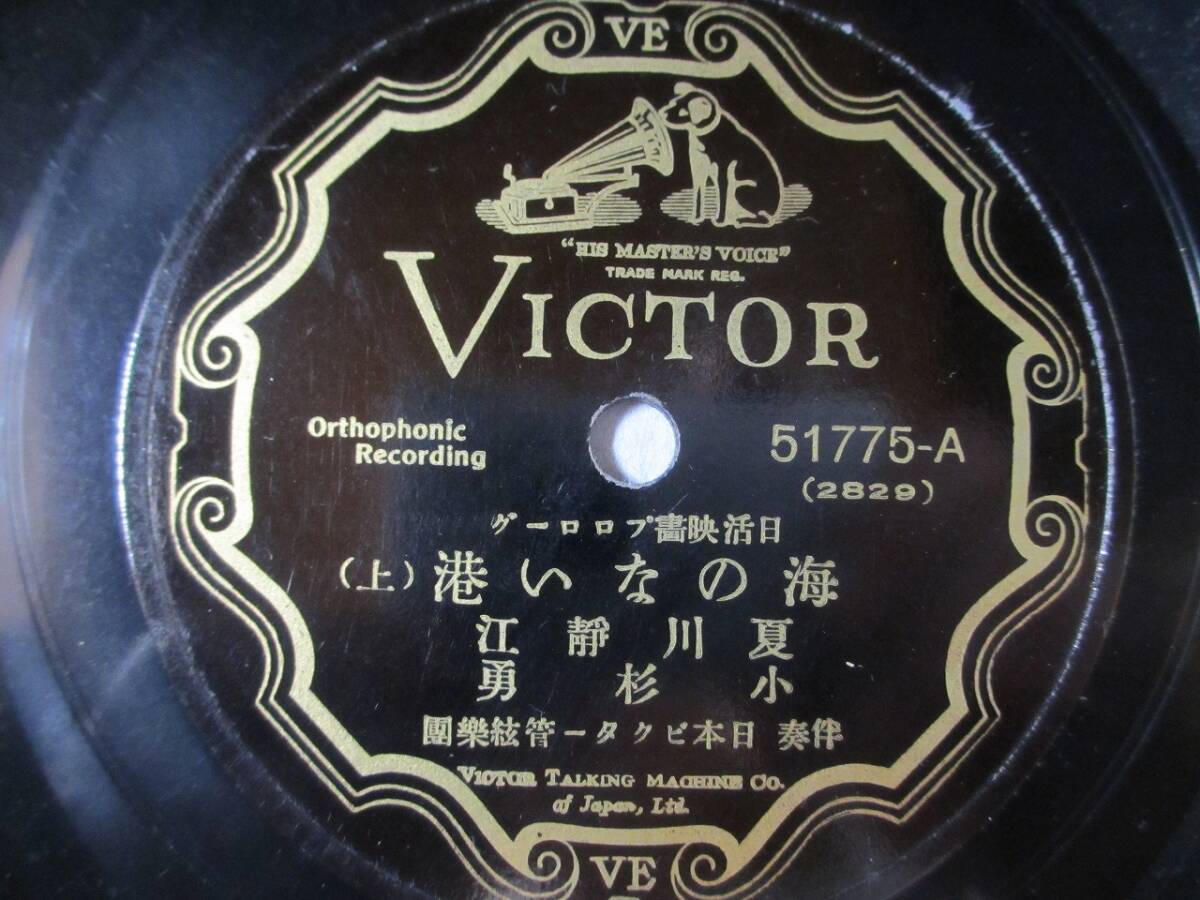 VE
"HIS MASTER'S VOICE"
TRADE MARK REG.
VICTOR
Orthophonic
Recording
51775-A
(2829)
日活映畫プロローグ
海のない港(上)
夏川靜江
小杉勇
伴奏 日本ビクター管絃樂團
VICTOR TALKING MACHINE CO.
of Japan, Ltd.
VE